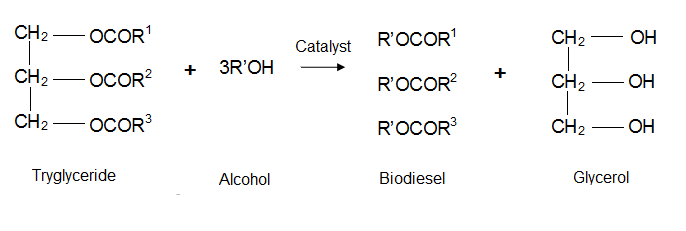 CH₂ — OCOR¹ R'OCOR¹ CH₂ — OH
Catalyst
CH₂ — OCOR² + 3R'OH → R'OCOR² + CH₂ — OH
CH₂ — OCOR³ R'OCOR³ CH₂ — OH
Tryglyceride Alcohol Biodiesel Glycerol